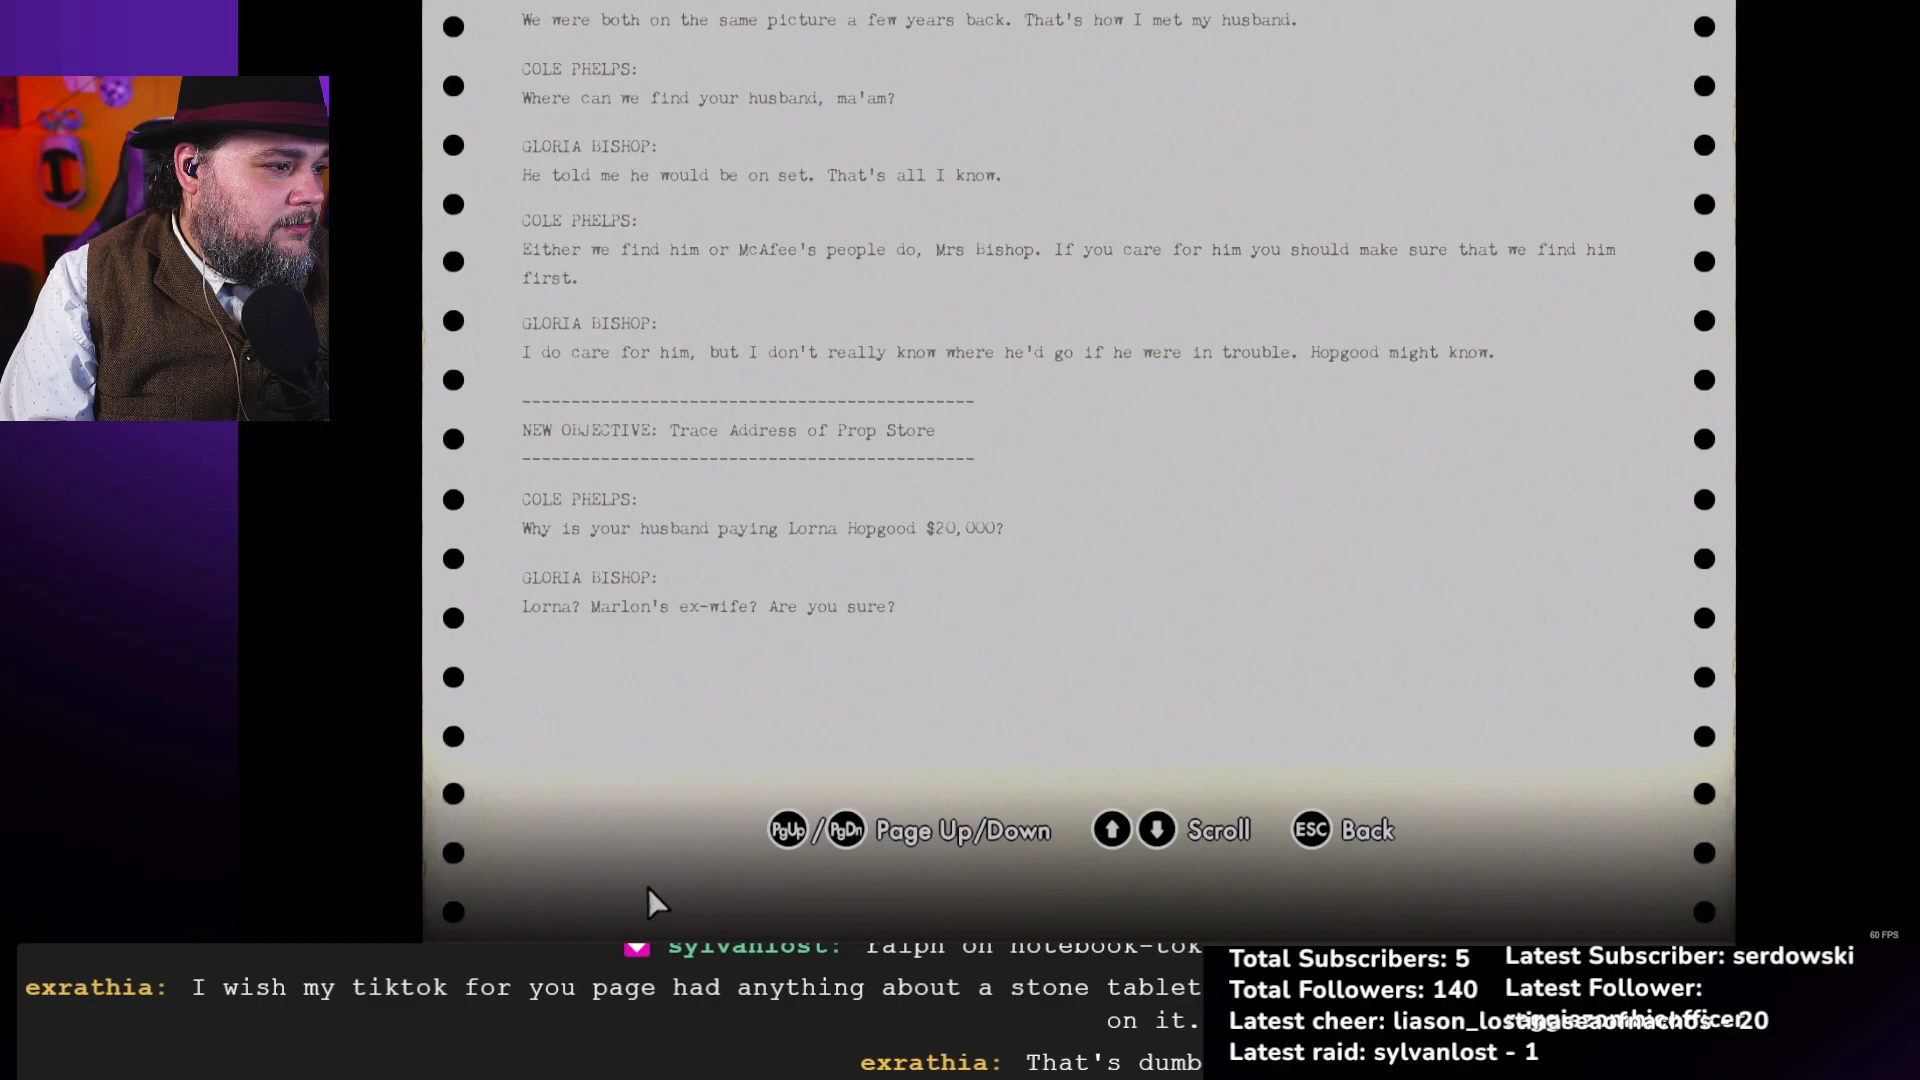 We were both on the same picture a few years back. That's how I met my husband.
COLE PHELPS:
Where can we find your husband, ma'am?
GLORIA BISHOP:
He told me he would be on set. That's all I know.
COLE PHELPS:
Either we find him or McAfee's people do, Mrs Bishop. If you care for him you should make sure that we find him
first.
GLORIA BISHOP:
I do care for him, but I don't really know where he'd go if he were in trouble. Hopgood might know.
----------------------------------------------
NEW OBJECTIVE: Trace Address of Prop Store
----------------------------------------------
COLE PHELPS:
Why is your husband paying Lorna Hopgood $20,000?
GLORIA BISHOP:
Lorna? Marlon's ex-wife? Are you sure?
PgUp / PgDn Page Up/Down Scroll ESC Back
60 FPS
sylvanlost: ralph on notebook-tok
exrathia: I wish my tiktok for you page had anything about a stone tablet
on it.
exrathia: That's dumb
Total Subscribers: 5
Total Followers: 140
Latest cheer: - 20
Latest raid: sylvanlost - 1
Latest Subscriber: serdowski
Latest Follower: